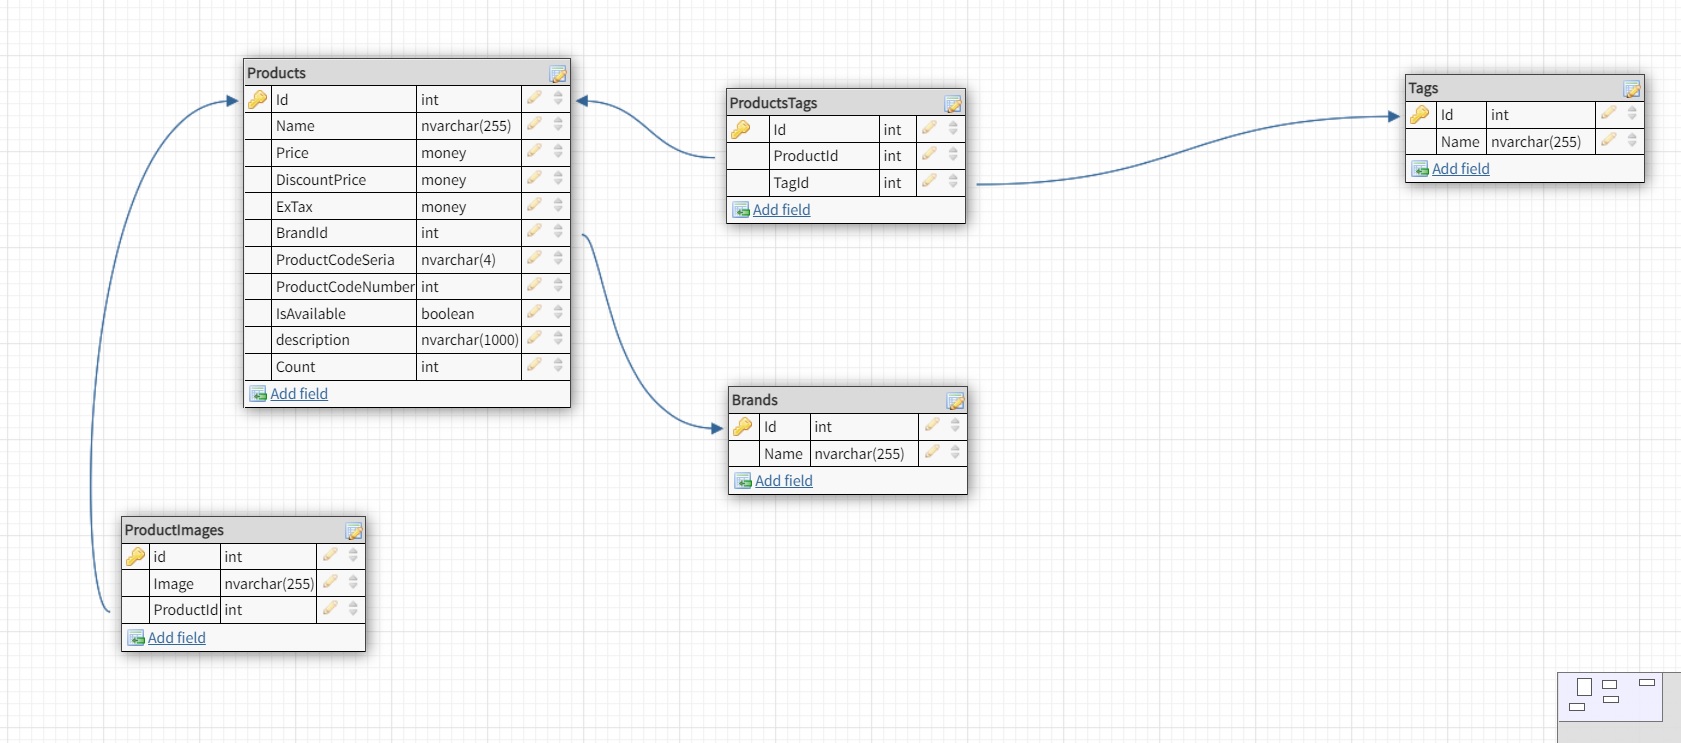 Products
Id int
Name nvarchar(255)
Price money
DiscountPrice money
ExTax money
BrandId int
ProductCodeSeria nvarchar(4)
ProductCodeNumber int
IsAvailable boolean
description nvarchar(1000)
Count int
Add field
ProductsTags
Id int
ProductId int
TagId int
Add field
Tags
Id int
Name nvarchar(255)
Add field
Brands
Id int
Name nvarchar(255)
Add field
ProductImages
id int
Image nvarchar(255)
ProductId int
Add field